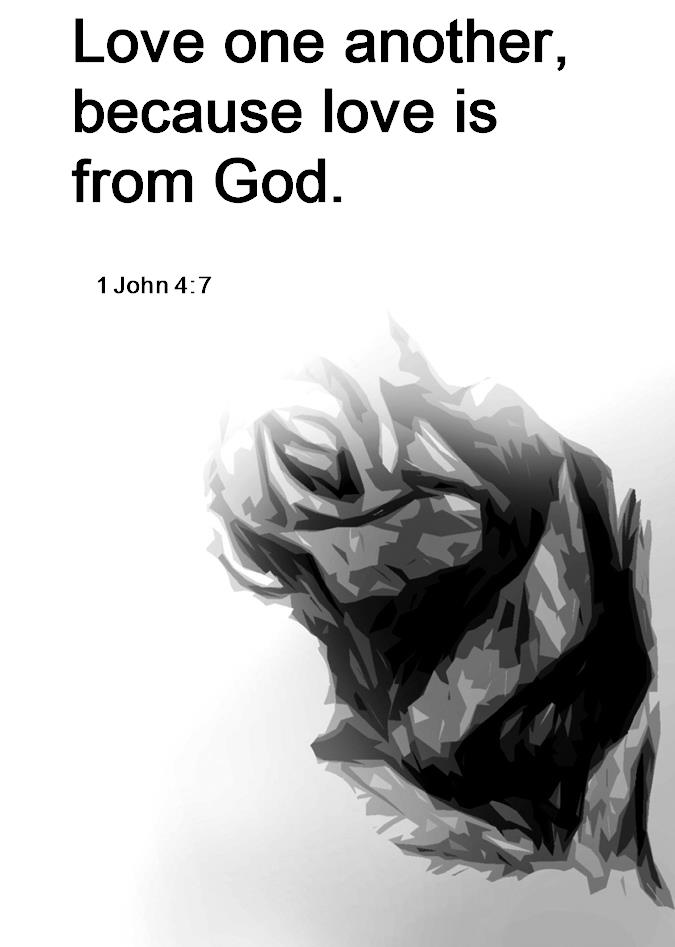 Love one another,
because love is
from God.
1 John 4:7